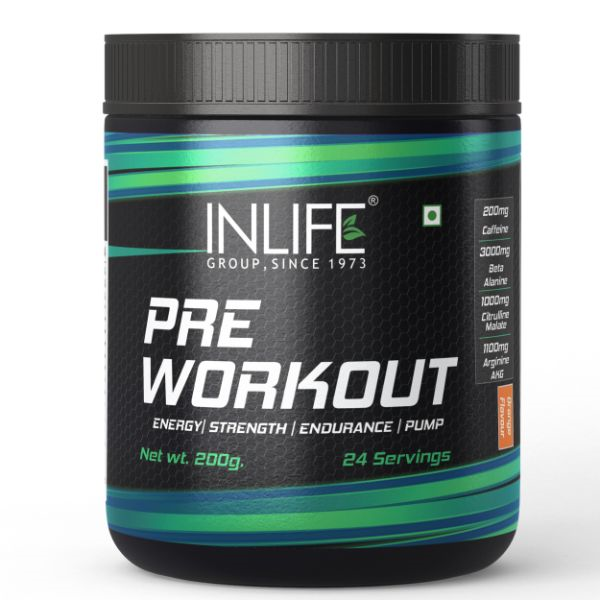 INLIFE®
GROUP, SINCE 1973
PRE
WORKOUT
ENERGY| STRENGTH | ENDURANCE | PUMP
Net wt. 200g.
24 Servings
200mg
Caffeine
3000mg
Beta
Alanine
1000mg
Citrulline
Malate
1100mg
Arginine
AKG
Orange
Flavour